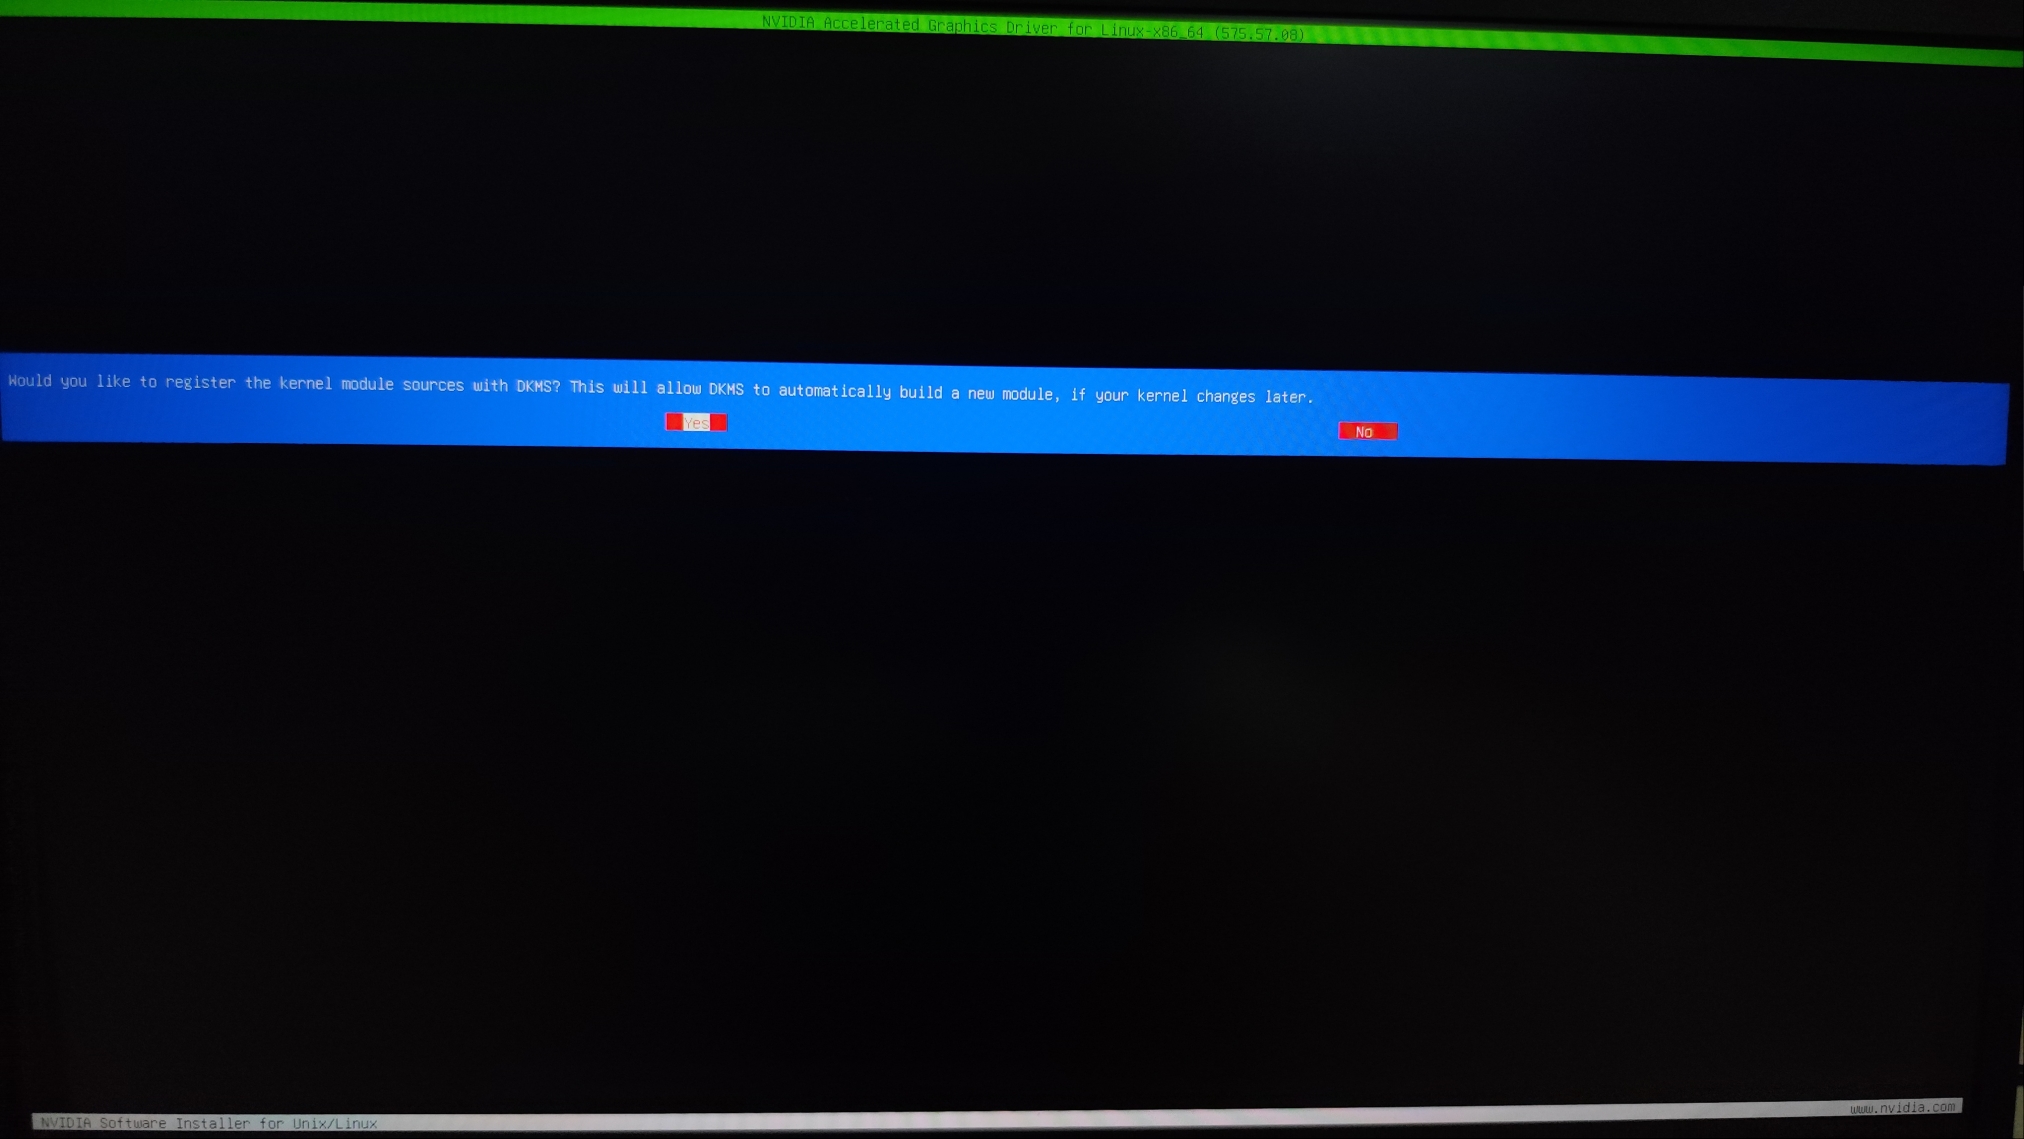 NVIDIA Accelerated Graphics Driver for Linux-x86_64 (575.57.08)
Would you like to register the kernel module sources with DKMS? This will allow DKMS to automatically build a new module, if your kernel changes later.
Yes
No
NVIDIA Software Installer for Unix/Linux
www.nvidia.com